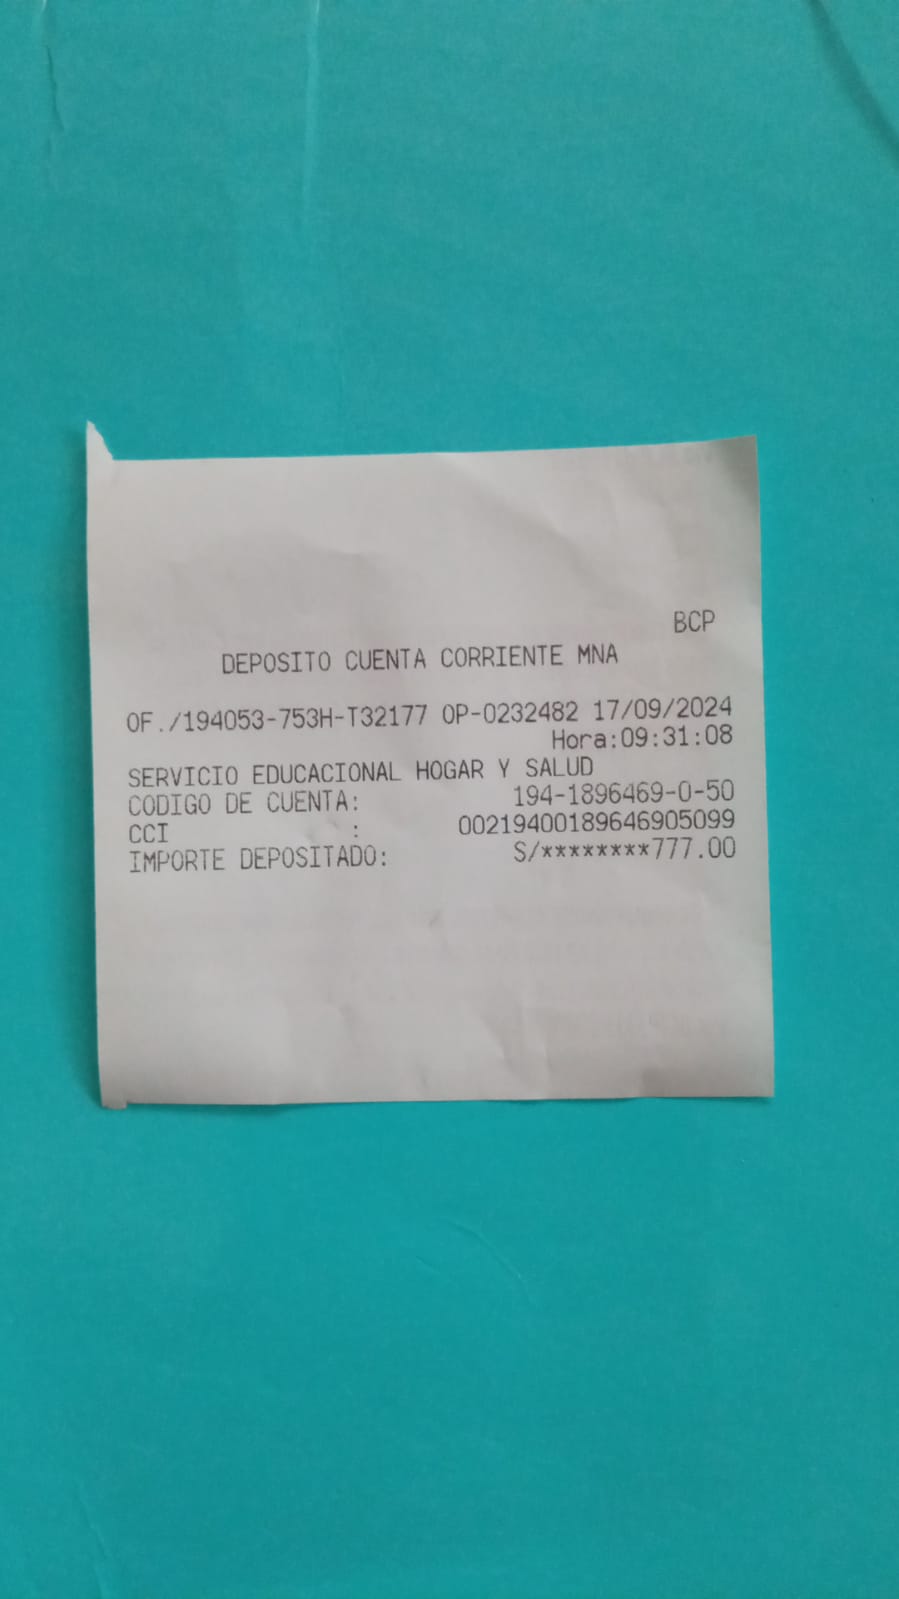 BCP
DEPOSITO CUENTA CORRIENTE MNA
OF./194053-753H-T32177 OP-0232482 17/09/2024
Hora:09:31:08
SERVICIO EDUCACIONAL HOGAR Y SALUD
CODIGO DE CUENTA: 194-1896469-0-50
CCI : 00219400189646905099
IMPORTE DEPOSITADO: S/********777.00